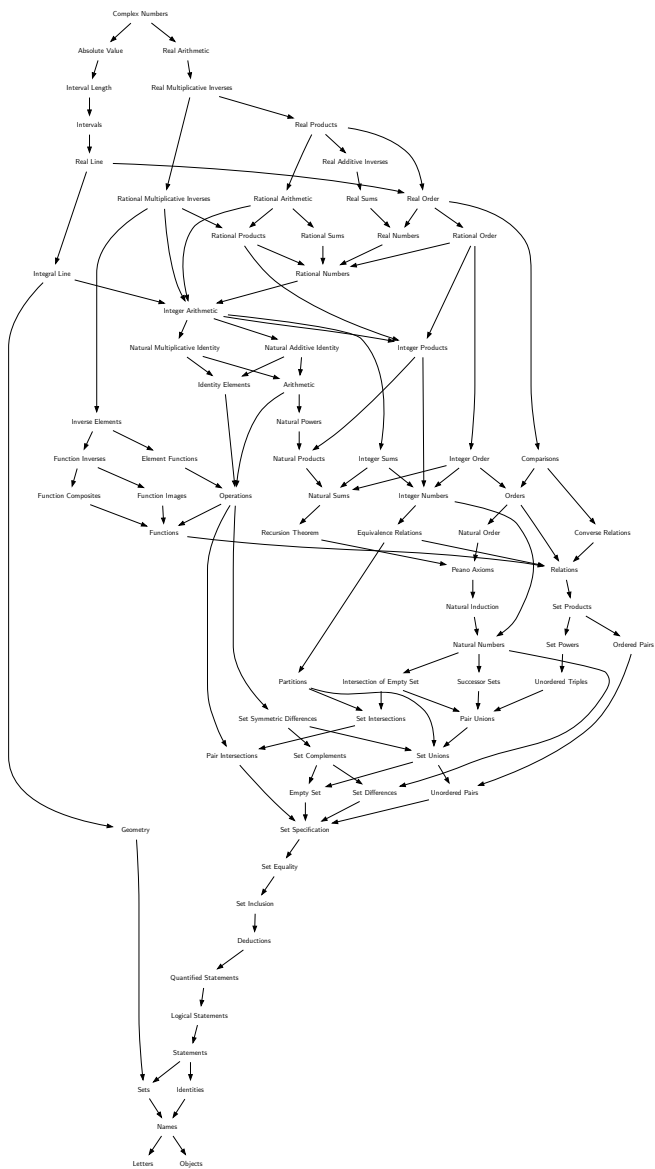 Complex Numbers
Absolute Value
Real Arithmetic
Interval Length
Real Multiplicative Inverses
Intervals
Real Products
Real Line
Real Additive Inverses
Rational Multiplicative Inverses
Rational Arithmetic
Real Sums
Real Order
Rational Products
Rational Sums
Real Numbers
Rational Order
Integral Line
Rational Numbers
Integer Arithmetic
Natural Multiplicative Identity
Natural Additive Identity
Integer Products
Identity Elements
Arithmetic
Inverse Elements
Natural Powers
Function Inverses
Element Functions
Natural Products
Integer Sums
Integer Order
Comparisons
Function Composites
Function Images
Operations
Natural Sums
Integer Numbers
Orders
Functions
Recursion Theorem
Equivalence Relations
Natural Order
Converse Relations
Peano Axioms
Relations
Natural Induction
Set Products
Natural Numbers
Set Powers
Ordered Pairs
Partitions
Intersection of Empty Set
Successor Sets
Unordered Triples
Set Symmetric Differences
Set Intersections
Pair Unions
Pair Intersections
Set Complements
Set Unions
Empty Set
Set Differences
Unordered Pairs
Geometry
Set Specification
Set Equality
Set Inclusion
Deductions
Quantified Statements
Logical Statements
Statements
Sets
Identities
Names
Letters
Objects